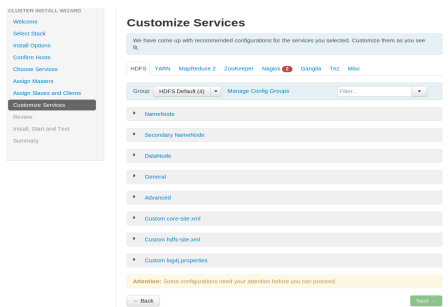 CLUSTER INSTALL WIZARD
Welcome
Select Stack
Install Options
Confirm Hosts
Choose Services
Assign Masters
Assign Slaves and Clients
Customize Services
Review
Install, Start and Test
Summary
Customize Services
We have come up with recommended configurations for the services you selected. Customize them as you see
fit.
HDFS YARN MapReduce 2 ZooKeeper Nagios 2 Ganglia Tez Misc
Group HDFS Default (4) Manage Config Groups Filter...
NameNode
Secondary NameNode
DataNode
General
Advanced
Custom core-site.xml
Custom hdfs-site.xml
Custom log4j.properties
Attention: Some configurations need your attention before you can proceed.
← Back Next →